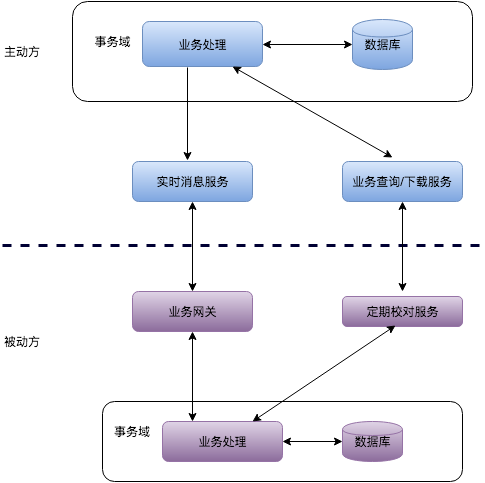 事务域
业务处理
数据库
主动方
实时消息服务
业务查询/下载服务
业务网关
定期校对服务
被动方
事务域
业务处理
数据库